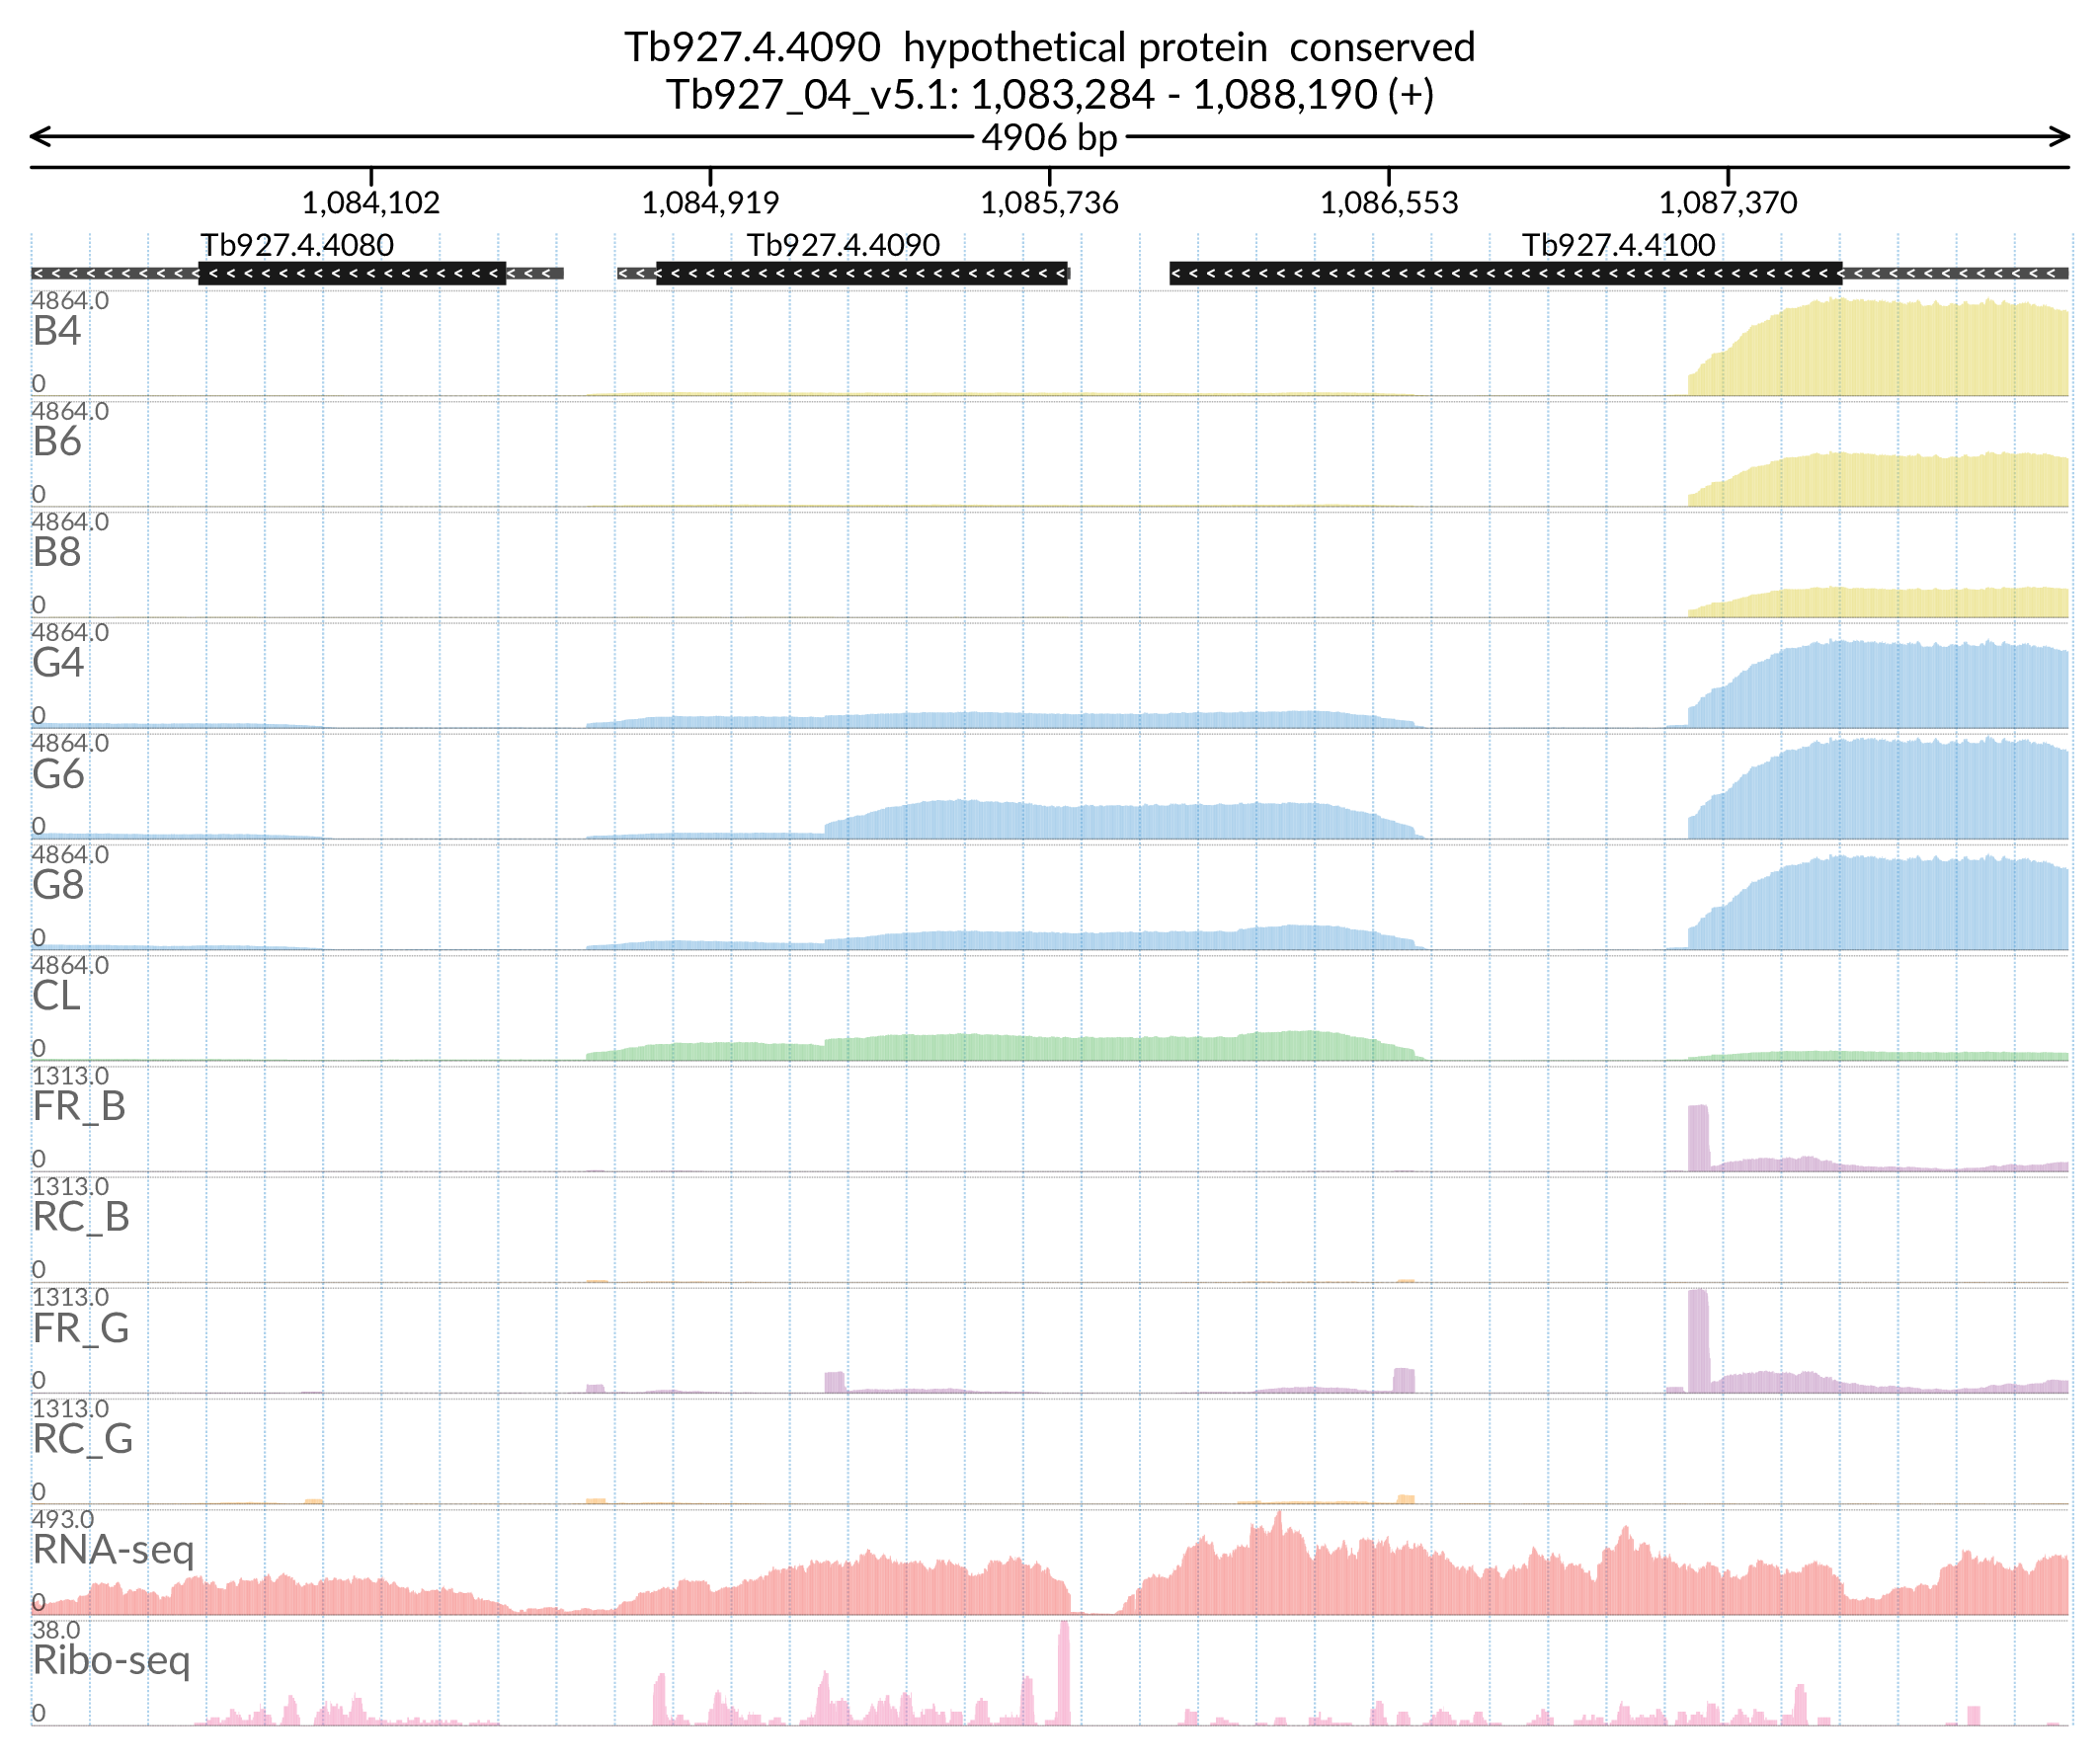 Tb927.4.4090 hypothetical protein conserved
Tb927_04_v5.1: 1,083,284 - 1,088,190 (+)
4906 bp
1,084,102 1,084,919 1,085,736 1,086,553 1,087,370
Tb927.4.4080 Tb927.4.4090 Tb927.4.4100
4864.0
B4
0
4864.0
B6
0
4864.0
B8
0
4864.0
G4
0
4864.0
G6
0
4864.0
G8
0
4864.0
CL
0
1313.0
FR_B
0
1313.0
RC_B
0
1313.0
FR_G
0
1313.0
RC_G
0
493.0
RNA-seq
0
38.0
Ribo-seq
0